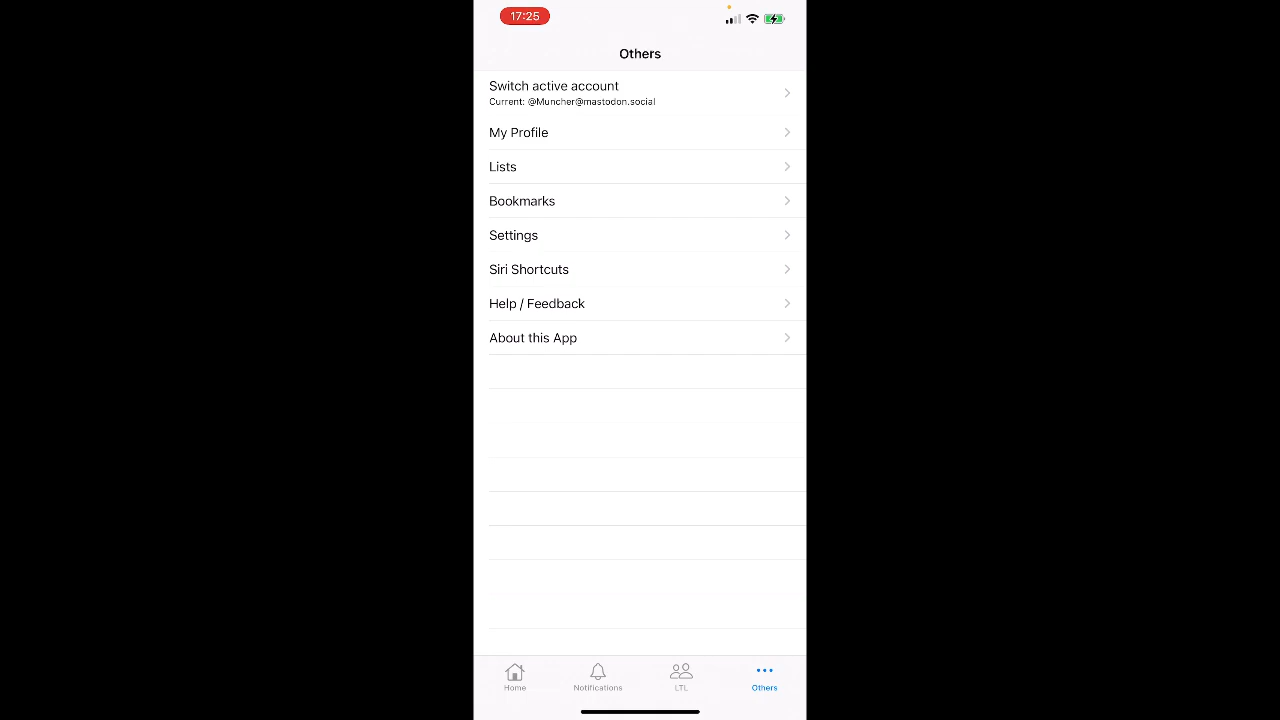 17:25
Others
Switch active account
Current: @Muncher@mastodon.social
My Profile
Lists
Bookmarks
Settings
Siri Shortcuts
Help / Feedback
About this App
Home
Notifications
LTL
Others